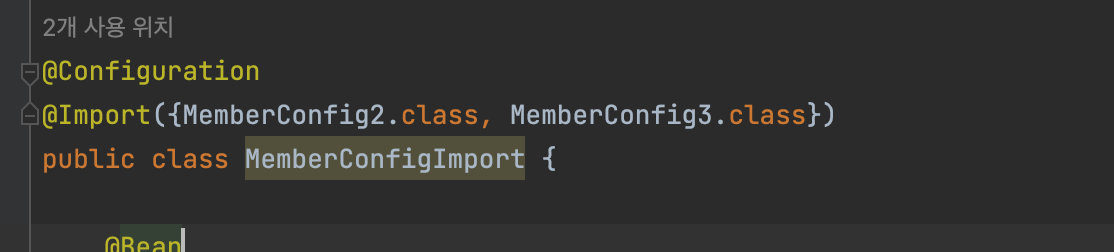 2개 사용 위치
@Configuration
@Import({MemberConfig2.class, MemberConfig3.class})
public class MemberConfigImport {
@Bean